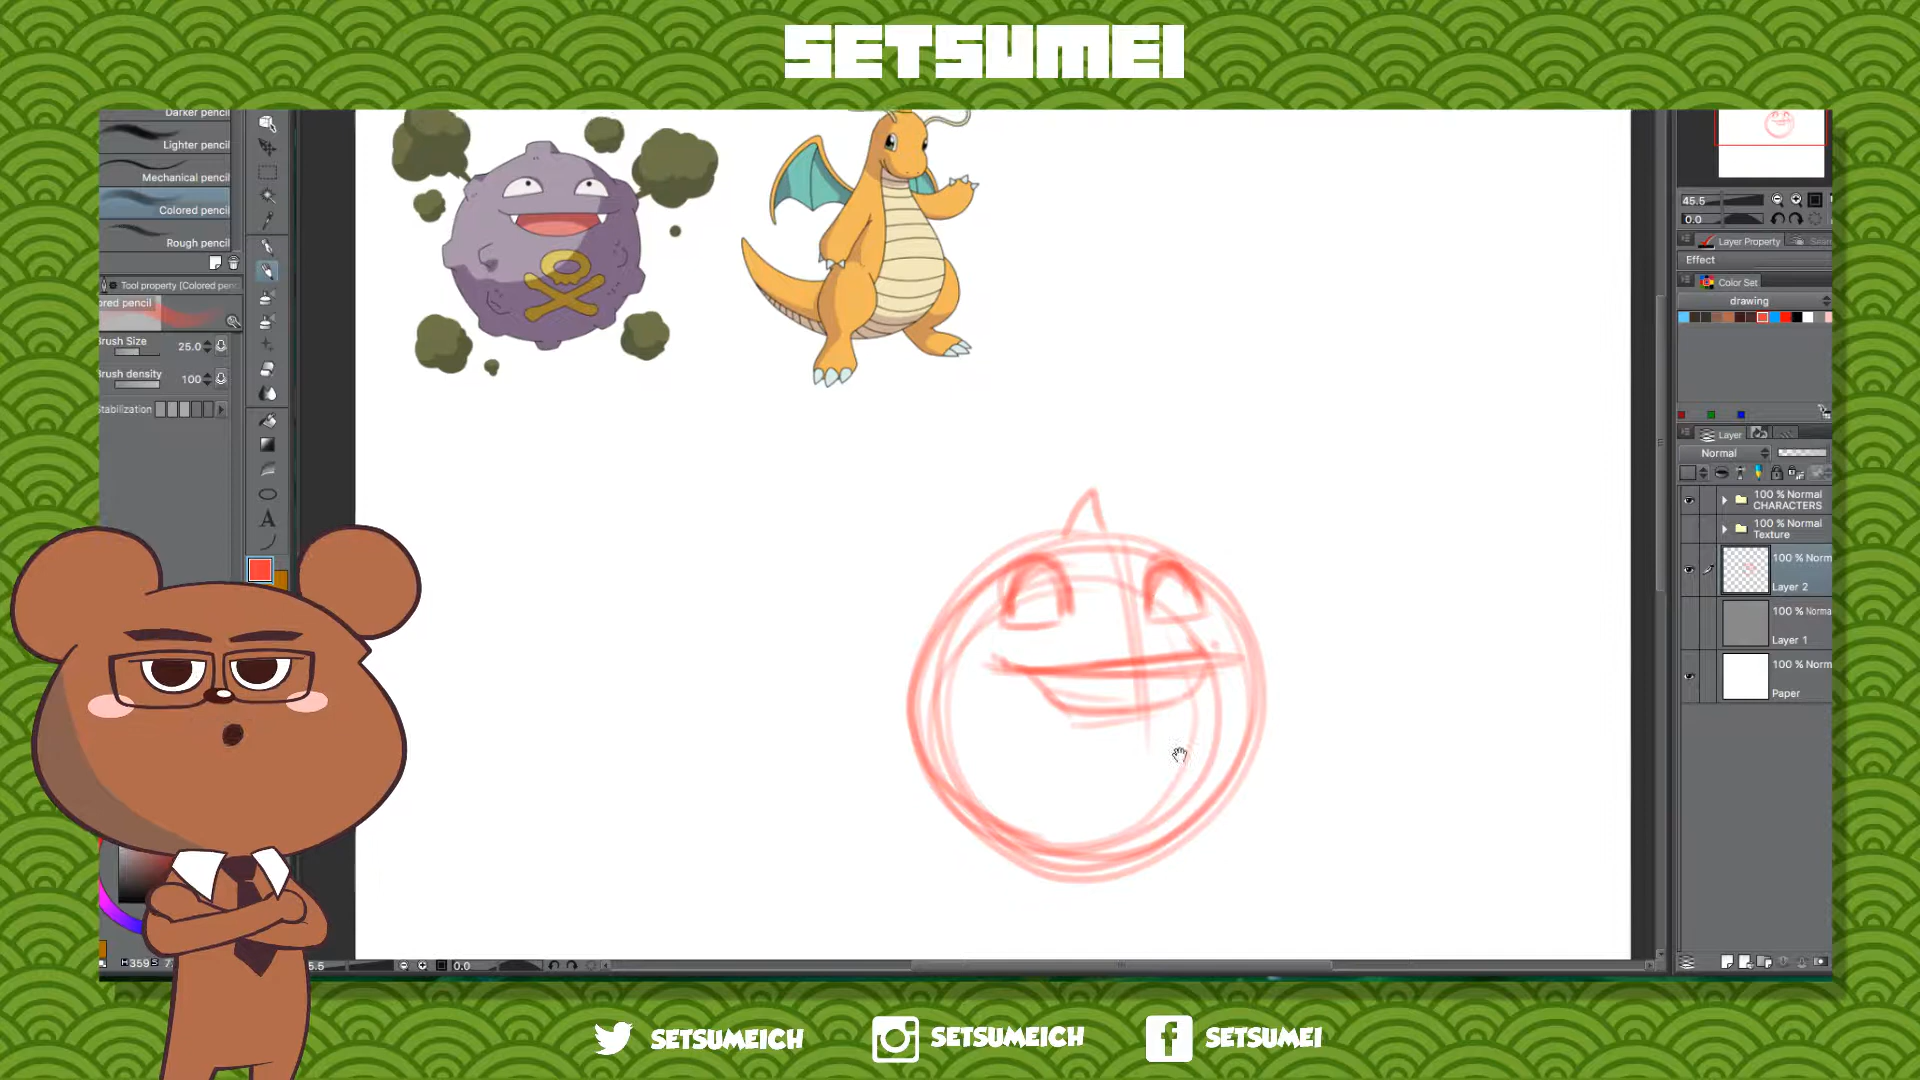 SETSUMEI
Darker pencil
Lighter pencil
Mechanical pencil
Colored pencil
Rough pencil
Tool property (Colored penc
ored pencil
Brush Size 25.0
Brush density 100
Stabilization
A
H 359 S
5.5
0.0
45.5
0.0
Layer Property
Effect
Color Set
drawing
Layer
Normal
100 % Normal
CHARACTERS
100 % Normal
Texture
100 % Norm
Layer 2
100 % Norma
Layer 1
100 % Norm
Paper
SETSUMEICH
SETSUMEICH
SETSUMEI